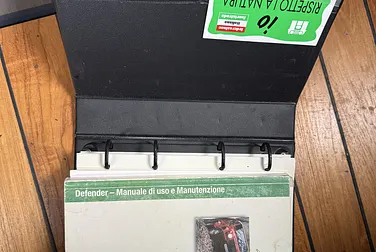 RISPETTO LA NATURA
iO
Defender – Manuale di uso e Manutenzione